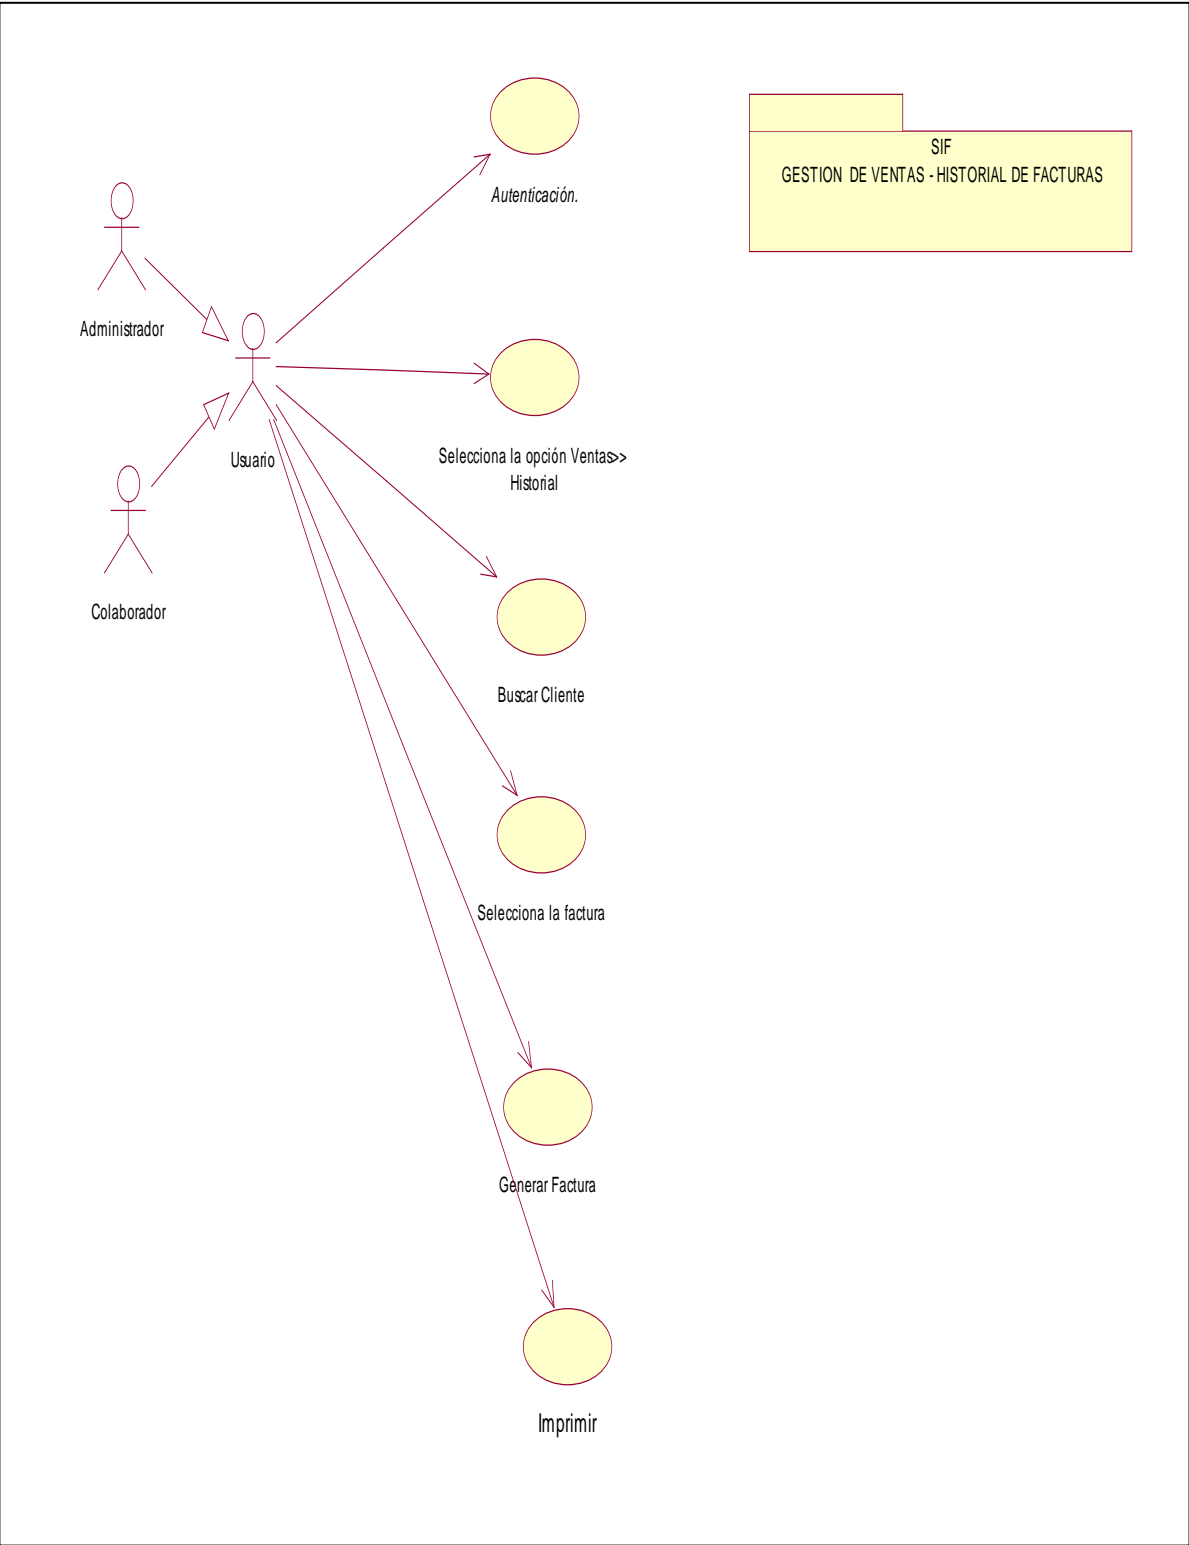 SIF
GESTION DE VENTAS - HISTORIAL DE FACTURAS
Autenticación.
Administrador
Usuario
Selecciona la opción Ventas>>
Historial
Colaborador
Buscar Cliente
Selecciona la factura
Generar Factura
Imprimir